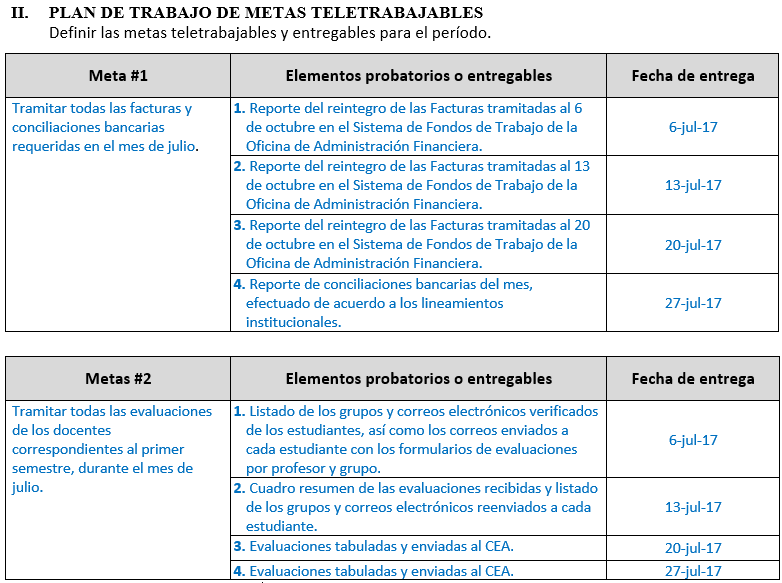 II. PLAN DE TRABAJO DE METAS TELETRABAJABLES
Definir las metas teletrabajables y entregables para el período.
Meta #1
Elementos probatorios o entregables
Fecha de entrega
Tramitar todas las facturas y
conciliaciones bancarias
requeridas en el mes de julio.
1. Reporte del reintegro de las Facturas tramitadas al 6
de octubre en el Sistema de Fondos de Trabajo de la
Oficina de Administración Financiera.
6-jul-17
2. Reporte del reintegro de las Facturas tramitadas al 13
de octubre en el Sistema de Fondos de Trabajo de la
Oficina de Administración Financiera.
13-jul-17
3. Reporte del reintegro de las Facturas tramitadas al 20
de octubre en el Sistema de Fondos de Trabajo de la
Oficina de Administración Financiera.
20-jul-17
4. Reporte de conciliaciones bancarias del mes,
efectuado de acuerdo a los lineamientos
institucionales.
27-jul-17
Metas #2
Elementos probatorios o entregables
Fecha de entrega
Tramitar todas las evaluaciones
de los docentes
correspondientes al primer
semestre, durante el mes de
julio.
1. Listado de los grupos y correos electrónicos verificados
de los estudiantes, así como los correos enviados a
cada estudiante con los formularios de evaluaciones
por profesor y grupo.
6-jul-17
2. Cuadro resumen de las evaluaciones recibidas y listado
de los grupos y correos electrónicos reenviados a cada
estudiante.
13-jul-17
3. Evaluaciones tabuladas y enviadas al CEA.
20-jul-17
4. Evaluaciones tabuladas y enviadas al CEA.
27-jul-17